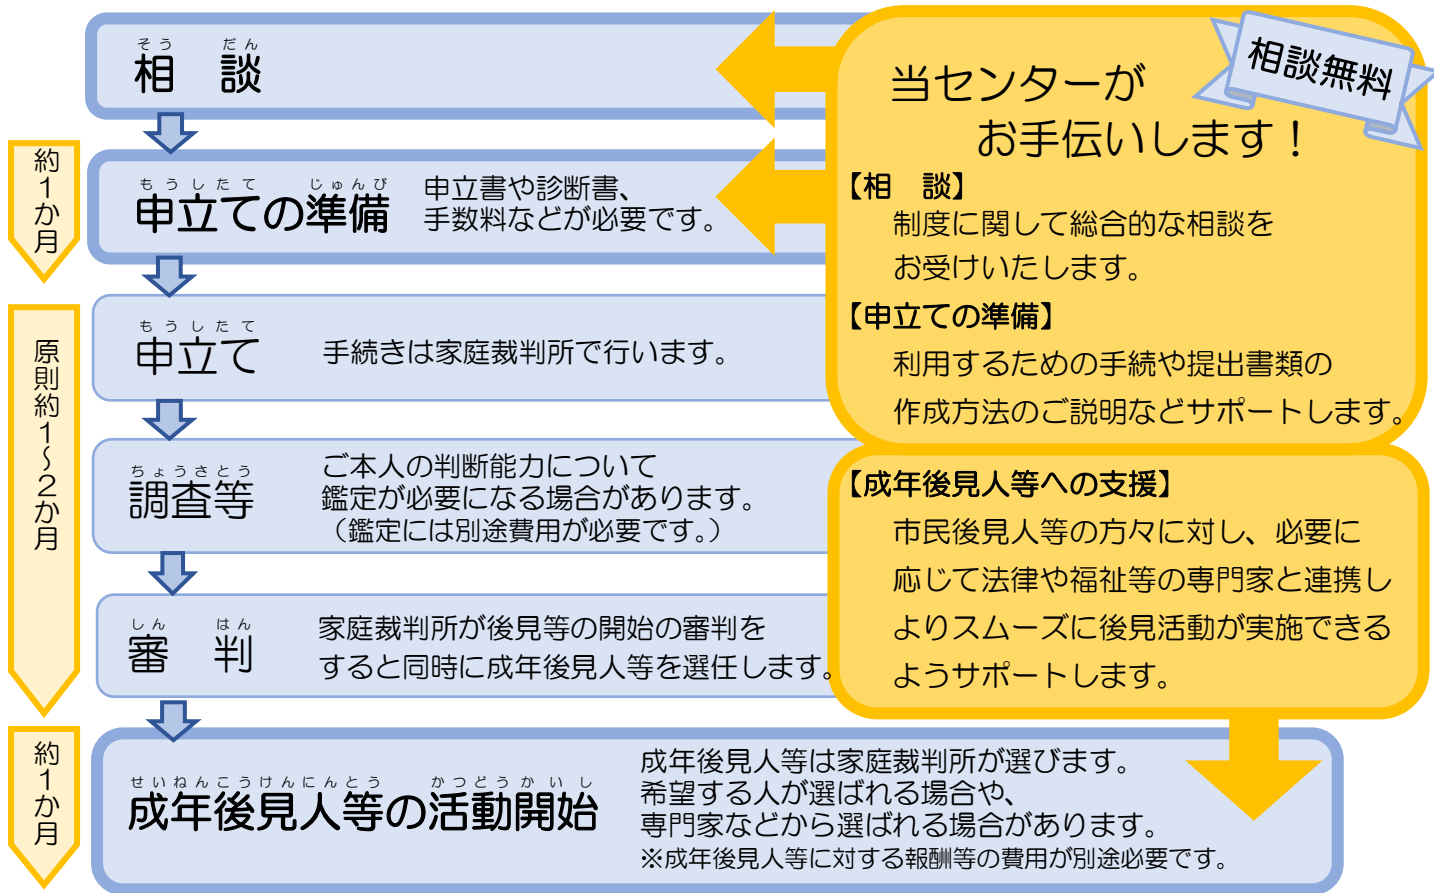 そうだん
相談
約1か月
もうしたて じゅんび
申立ての準備
申立書や診断書、
手数料などが必要です。
原則約1~2か月
もうしたて
申立て
手続きは家庭裁判所で行います。
ちょうさとう
調査等
ご本人の判断能力について
鑑定が必要になる場合があります。
（鑑定には別途費用が必要です。）
しんはん
審判
家庭裁判所が後見等の開始の審判を
すると同時に成年後見人等を選任します。
約1か月
せいねんこうけんにんとう かつどうかいし
成年後見人等の活動開始
成年後見人等は家庭裁判所が選びます。
希望する人が選ばれる場合や、
専門家などから選ばれる場合があります。
※成年後見人等に対する報酬等の費用が別途必要です。
相談無料
当センターが
お手伝いします！
【相　談】
制度に関して総合的な相談を
お受けいたします。
【申立ての準備】
利用するための手続や提出書類の
作成方法のご説明などサポートします。
【成年後見人等への支援】
市民後見人等の方々に対し、必要に
応じて法律や福祉等の専門家と連携し
よりスムーズに後見活動が実施できる
ようサポートします。